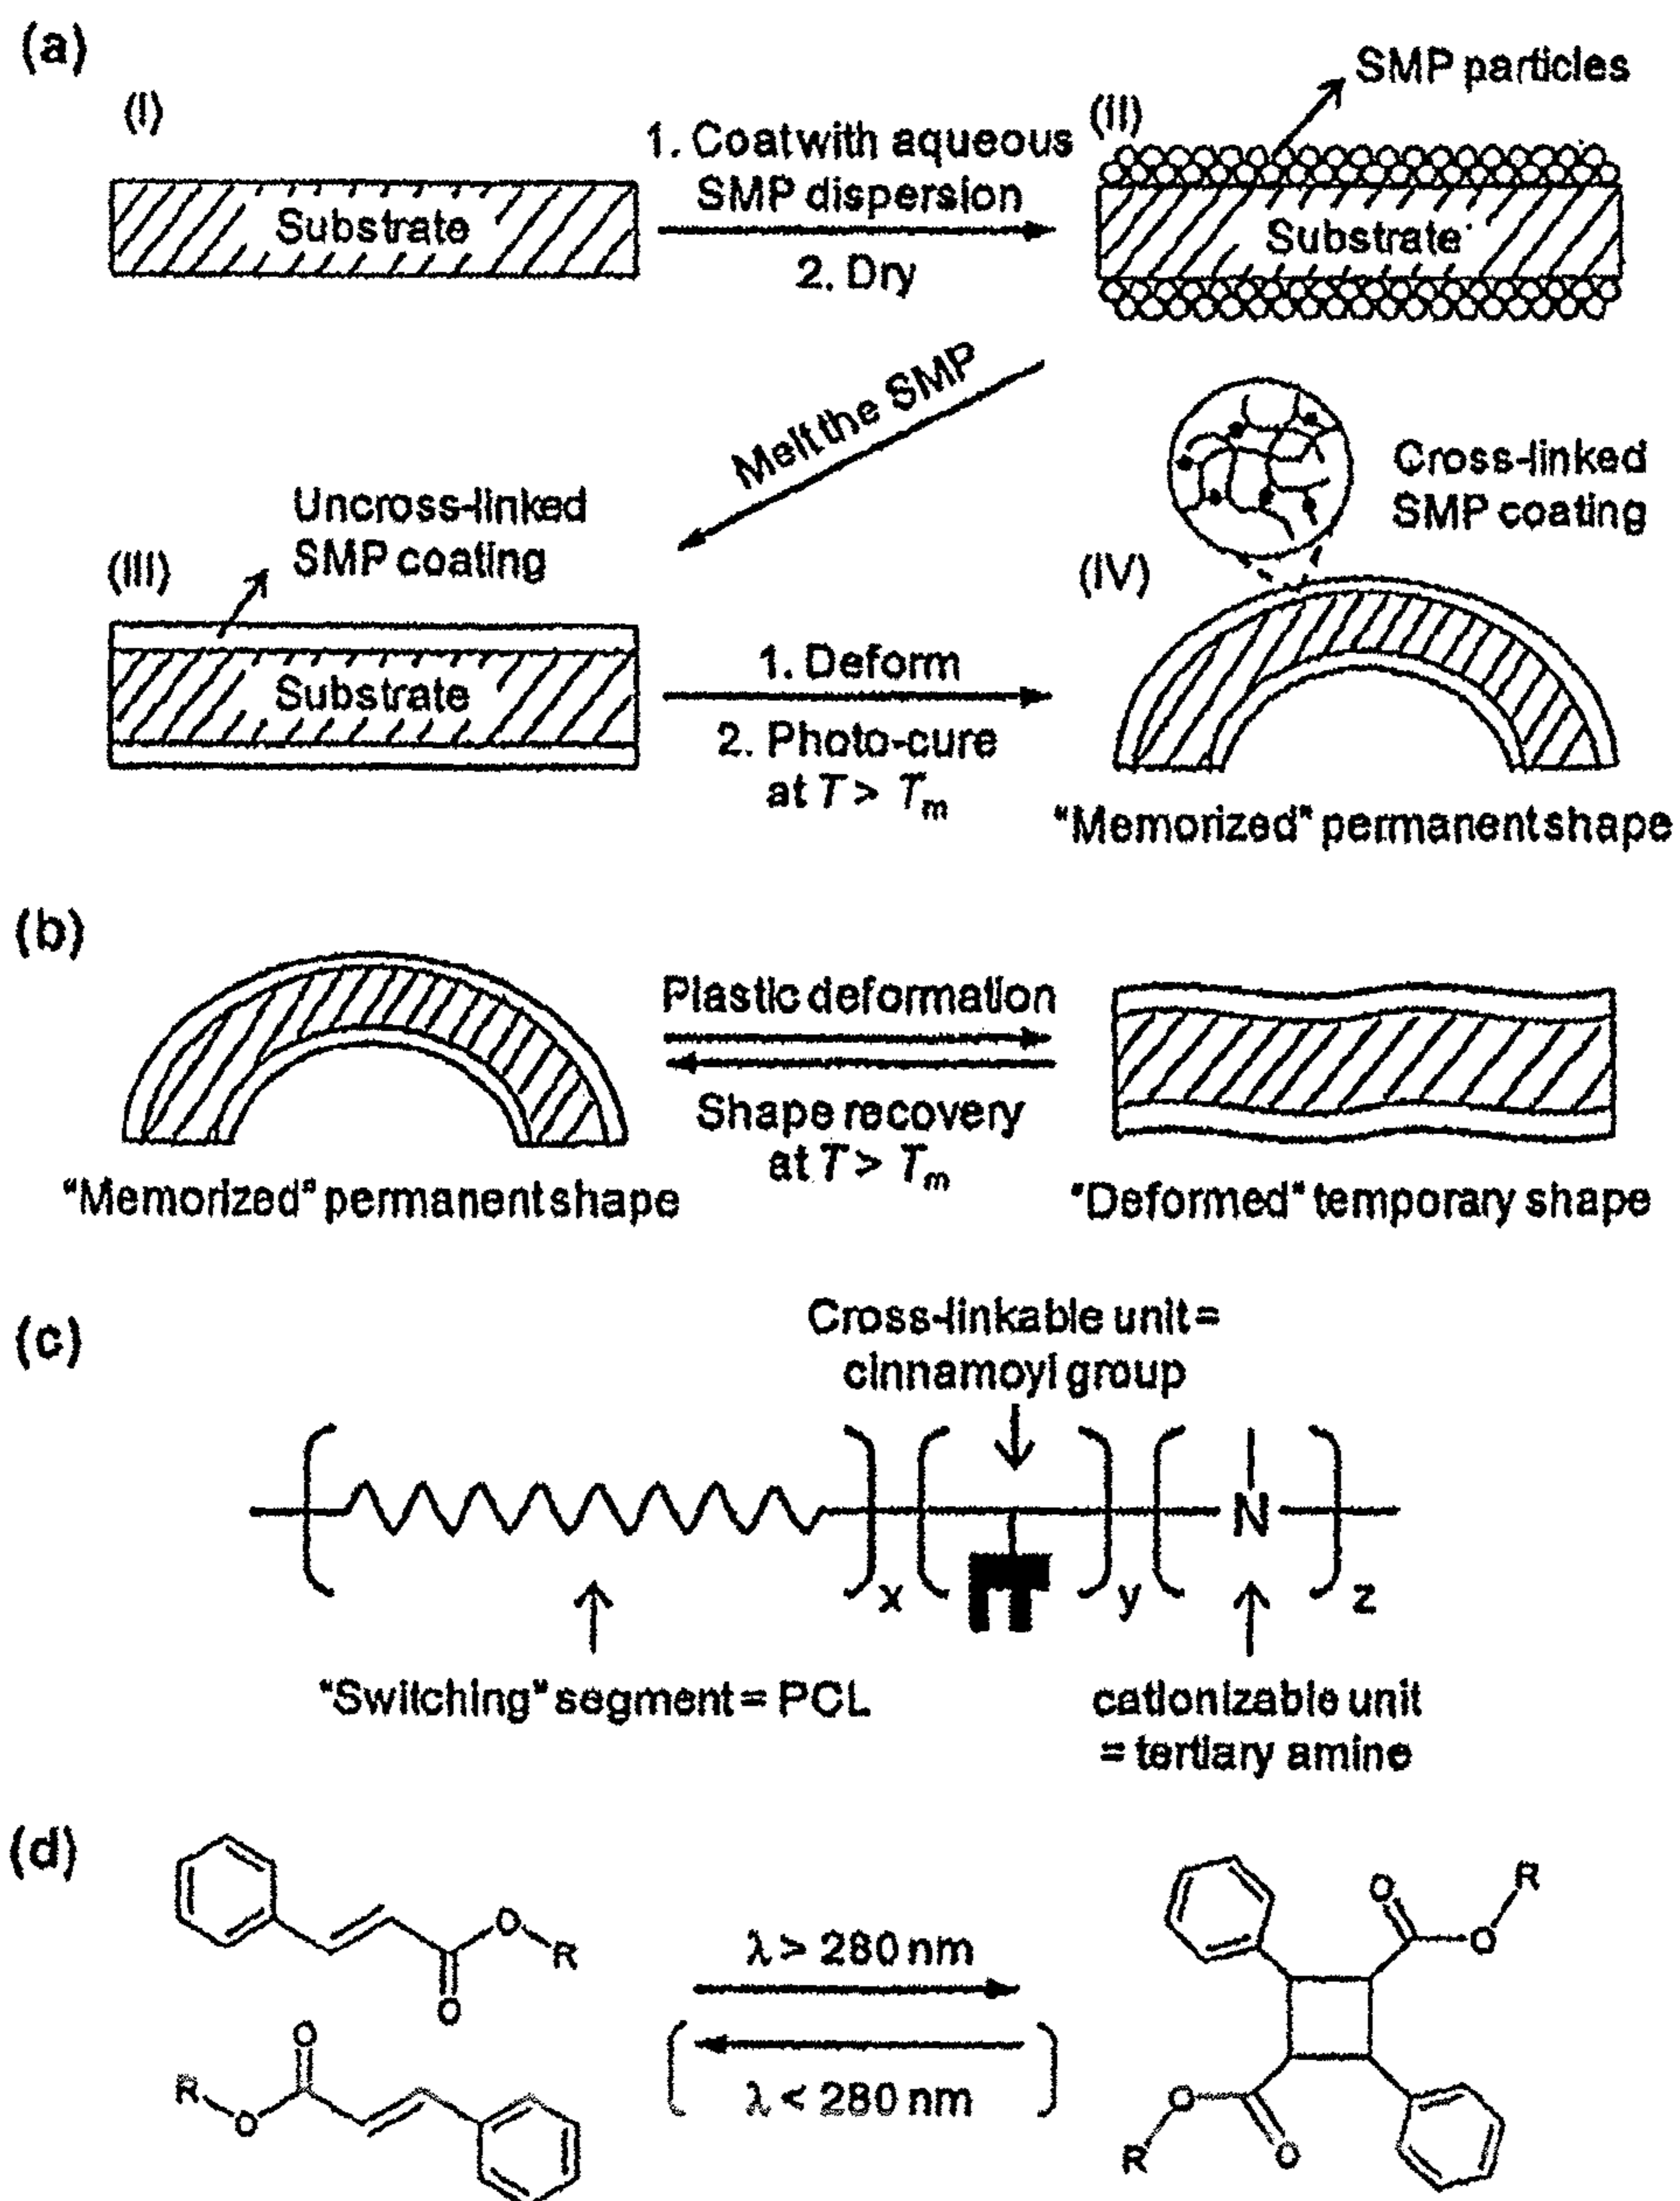 (a)
(I)
1. Coat with aqueous
SMP dispersion
2. Dry
(II)
SMP particles
Substrate
Substrate
Melt the SMP
Cross-linked
SMP coating
Uncross-linked
SMP coating
(III)
(IV)
Substrate
1. Deform
2. Photo-cure
at T > Tm
"Memorized" permanent shape
(b)
Plastic deformation
Shape recovery
at T > Tm
"Memorized" permanent shape
"Deformed" temporary shape
(c)
Cross-linkable unit =
cinnamoyl group
N
x
y
z
"Switching" segment = PCL
cationizable unit
= tertiary amine
(d)
O
R
O
λ > 280 nm
O
R
O
O
R
O
λ < 280 nm
O
R
O
R
O